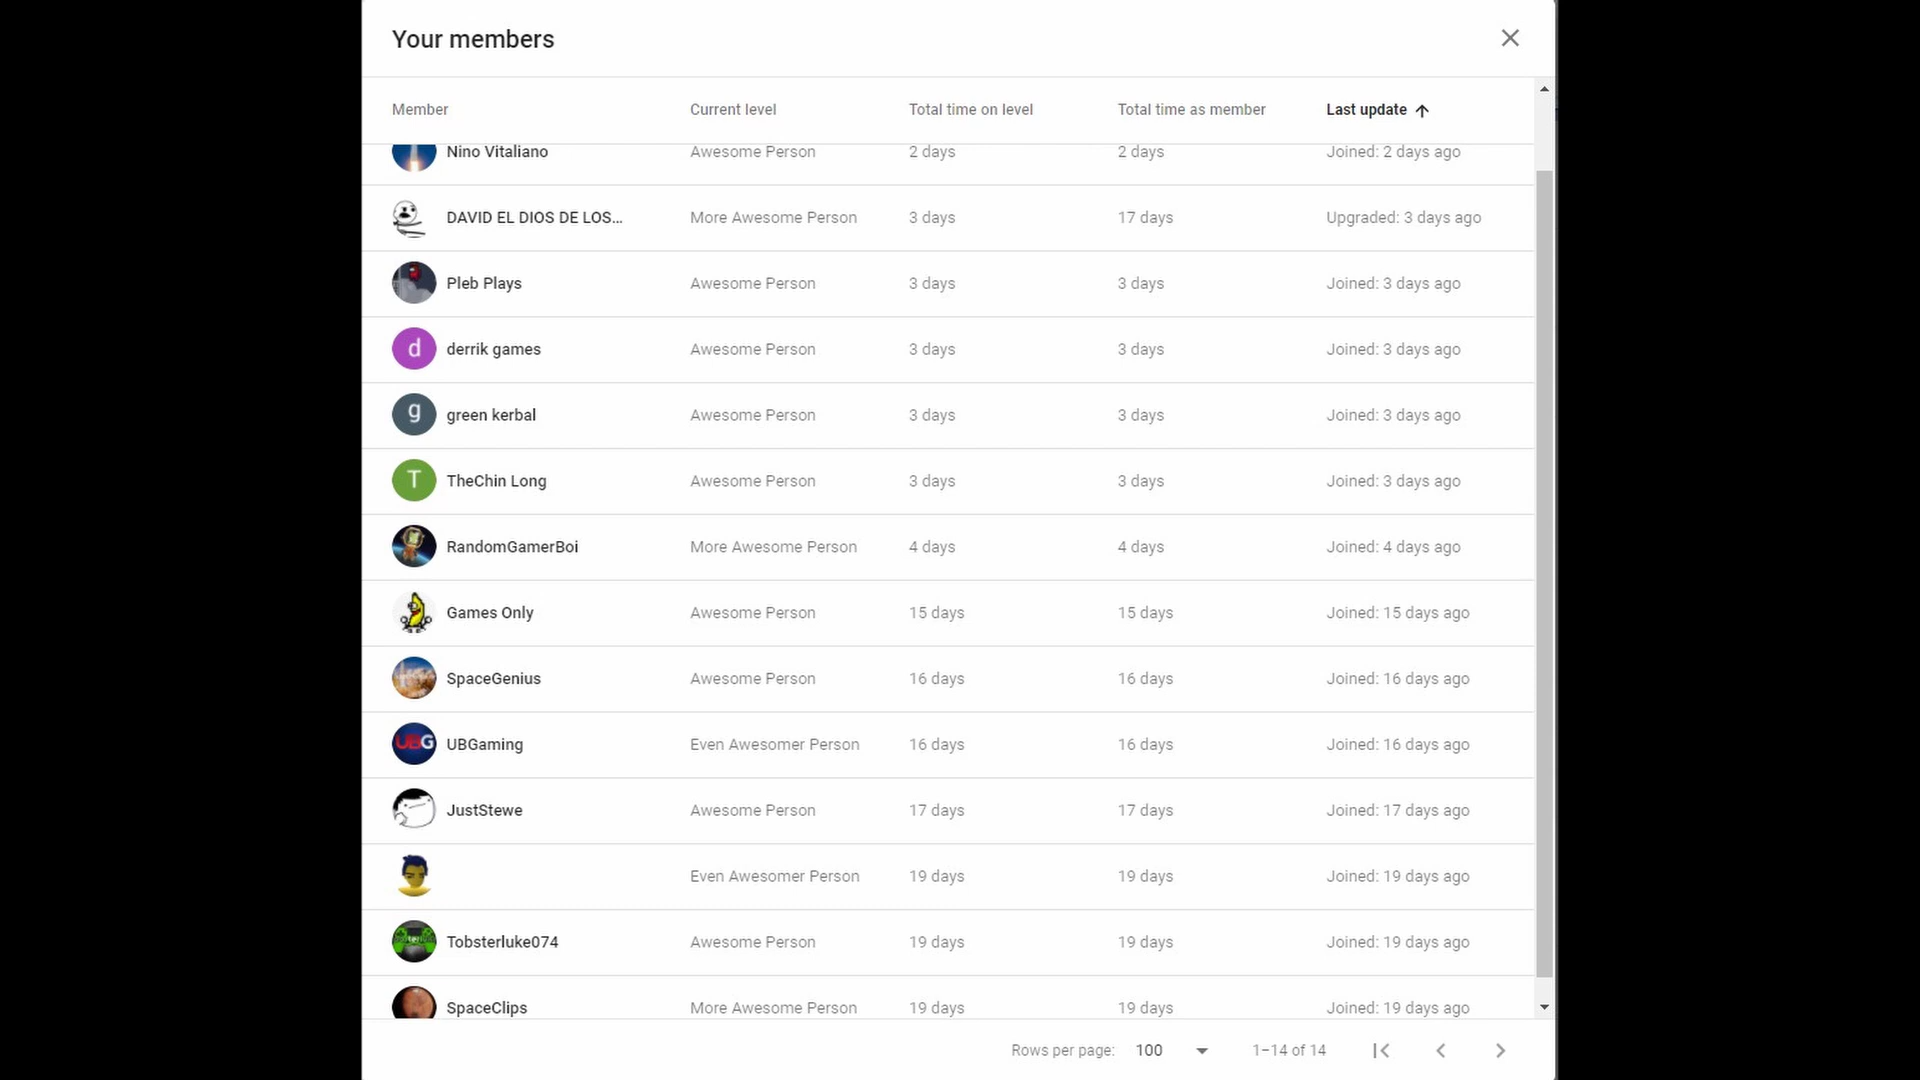 Your members
Member Current level Total time on level Total time as member Last update
Nino Vitaliano Awesome Person 2 days 2 days Joined: 2 days ago
DAVID EL DIOS DE LOS... More Awesome Person 3 days 17 days Upgraded: 3 days ago
Pleb Plays Awesome Person 3 days 3 days Joined: 3 days ago
d derrik games Awesome Person 3 days 3 days Joined: 3 days ago
g green kerbal Awesome Person 3 days 3 days Joined: 3 days ago
T TheChin Long Awesome Person 3 days 3 days Joined: 3 days ago
RandomGamerBoi More Awesome Person 4 days 4 days Joined: 4 days ago
Games Only Awesome Person 15 days 15 days Joined: 15 days ago
SpaceGenius Awesome Person 16 days 16 days Joined: 16 days ago
UBG UBGaming Even Awesomer Person 16 days 16 days Joined: 16 days ago
JustStewe Awesome Person 17 days 17 days Joined: 17 days ago
Even Awesomer Person 19 days 19 days Joined: 19 days ago
Tobsterluke074 Awesome Person 19 days 19 days Joined: 19 days ago
SpaceClips More Awesome Person 19 days 19 days Joined: 19 days ago
Rows per page: 100 1–14 of 14